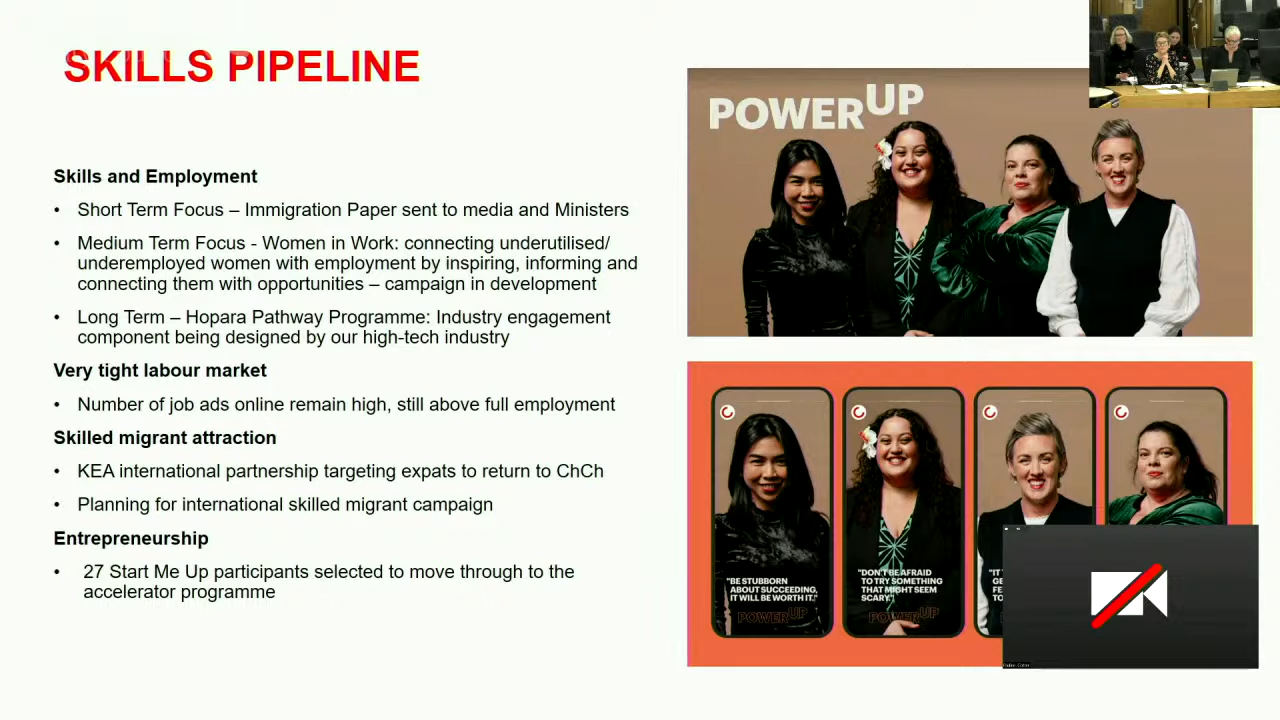 SKILLS PIPELINE
Skills and Employment
• Short Term Focus – Immigration Paper sent to media and Ministers
• Medium Term Focus - Women in Work: connecting underutilised/
underemployed women with employment by inspiring, informing and
connecting them with opportunities – campaign in development
• Long Term – Hopara Pathway Programme: Industry engagement
component being designed by our high-tech industry
Very tight labour market
• Number of job ads online remain high, still above full employment
Skilled migrant attraction
• KEA international partnership targeting expats to return to ChCh
• Planning for international skilled migrant campaign
Entrepreneurship
• 27 Start Me Up participants selected to move through to the
accelerator programme
POWERUP
"BE STUBBORN
ABOUT SUCCEEDING,
IT WILL BE WORTH IT."
POWERUP
"DON'T BE AFRAID
TO TRY SOMETHING
THAT MIGHT SEEM
SCARY."
POWERUP